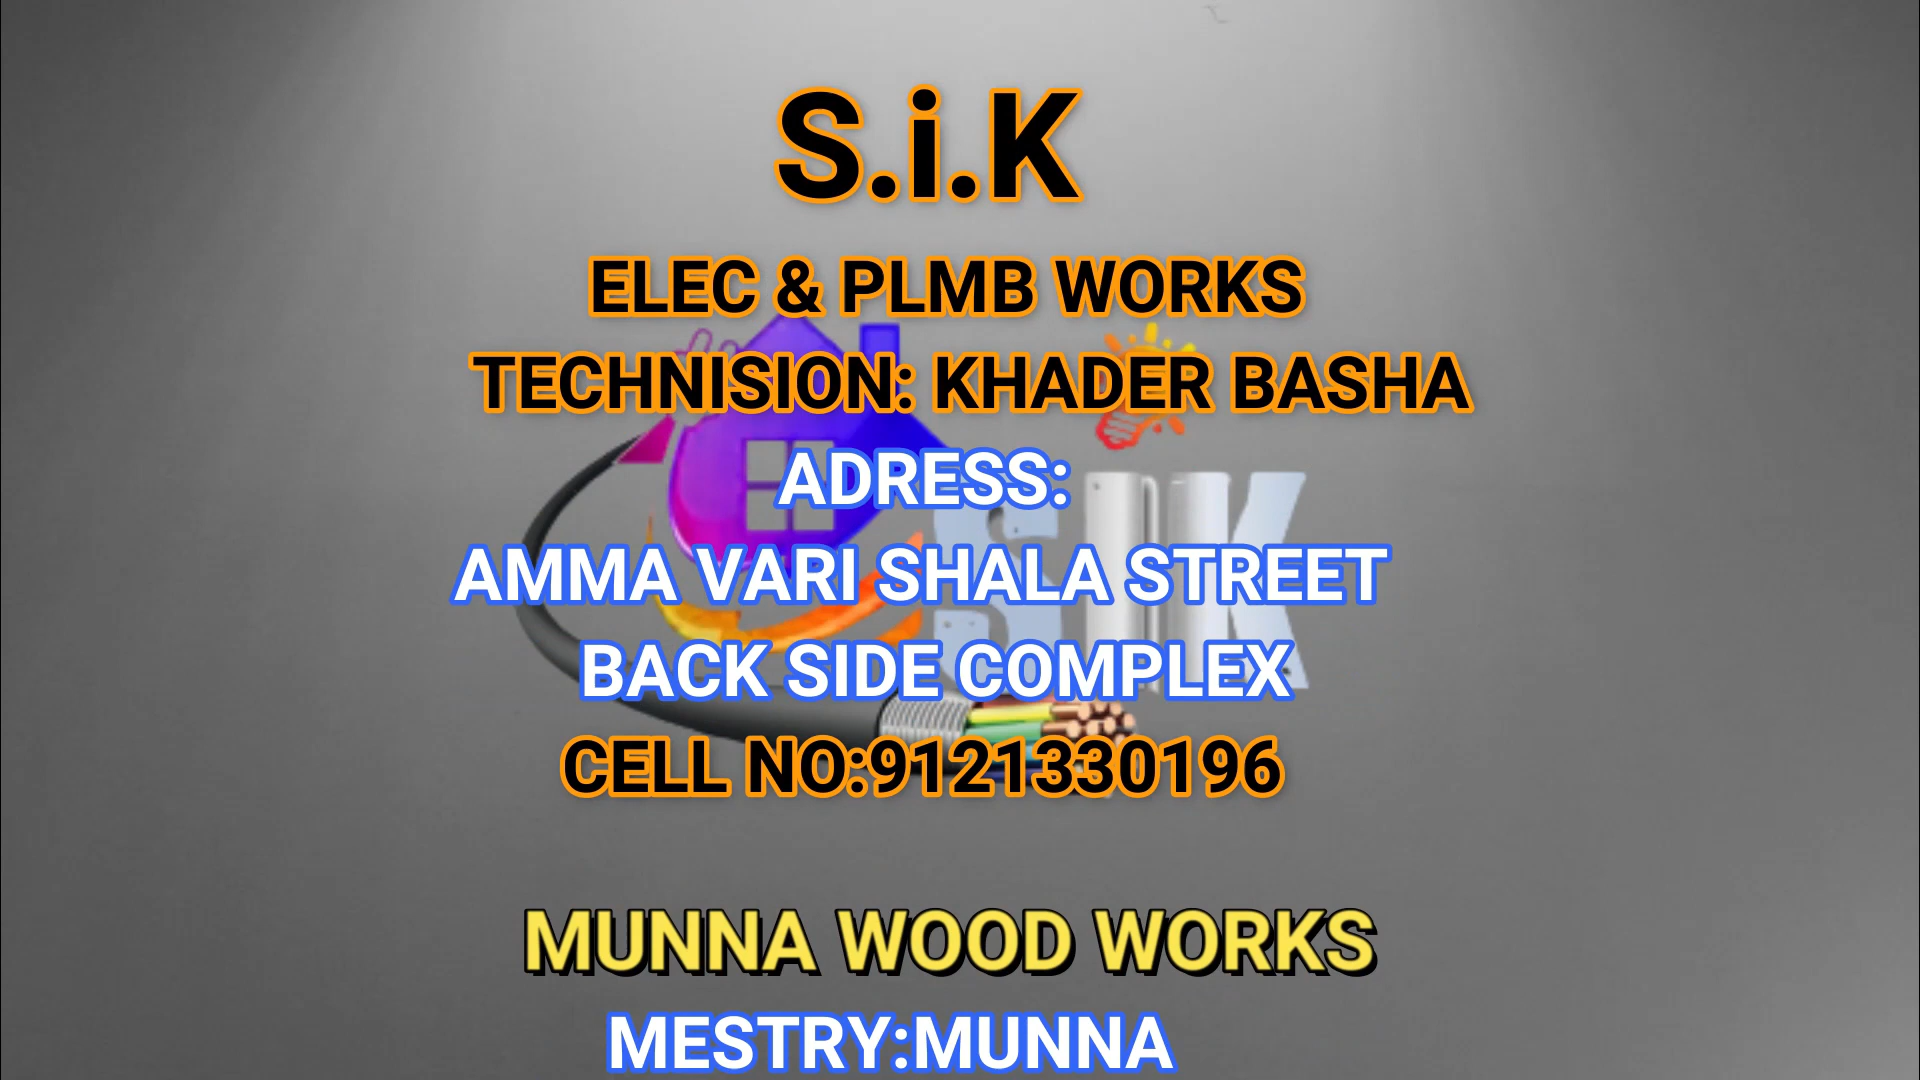 S.i.K
ELEC & PLMB WORKS
TECHNISION: KHADER BASHA
ADRESS:
AMMA VARI SHALA STREET
BACK SIDE COMPLEX
CELL NO:9121330196
SIK
MUNNA WOOD WORKS
MESTRY:MUNNA